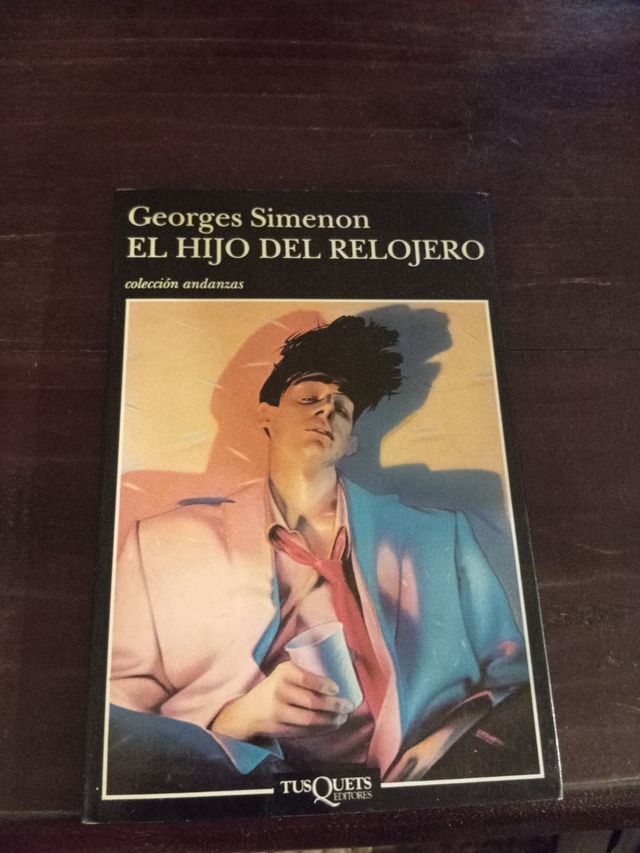 Georges Simenon
EL HIJO DEL RELOJERO
colección andanzas
TUSQUETS
EDITORES